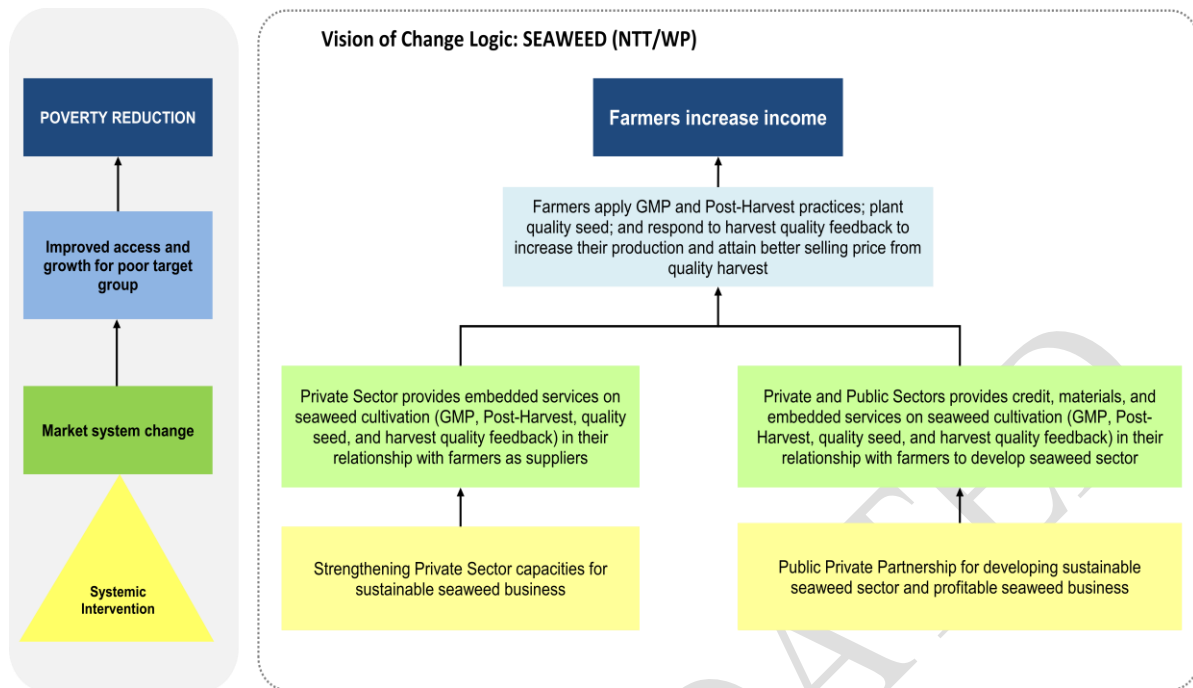 Vision of Change Logic: SEAWEED (NTT/WP)
POVERTY REDUCTION
Improved access and
growth for poor target
group
Market system change
Systemic
Intervention
Farmers increase income
Farmers apply GMP and Post-Harvest practices; plant
quality seed; and respond to harvest quality feedback to
increase their production and attain better selling price from
quality harvest
Private Sector provides embedded services on
seaweed cultivation (GMP, Post-Harvest, quality
seed, and harvest quality feedback) in their
relationship with farmers as suppliers
Private and Public Sectors provides credit, materials, and
embedded services on seaweed cultivation (GMP, Post-
Harvest, quality seed, and harvest quality feedback) in their
relationship with farmers to develop seaweed sector
Strengthening Private Sector capacities for
sustainable seaweed business
Public Private Partnership for developing sustainable
seaweed sector and profitable seaweed business